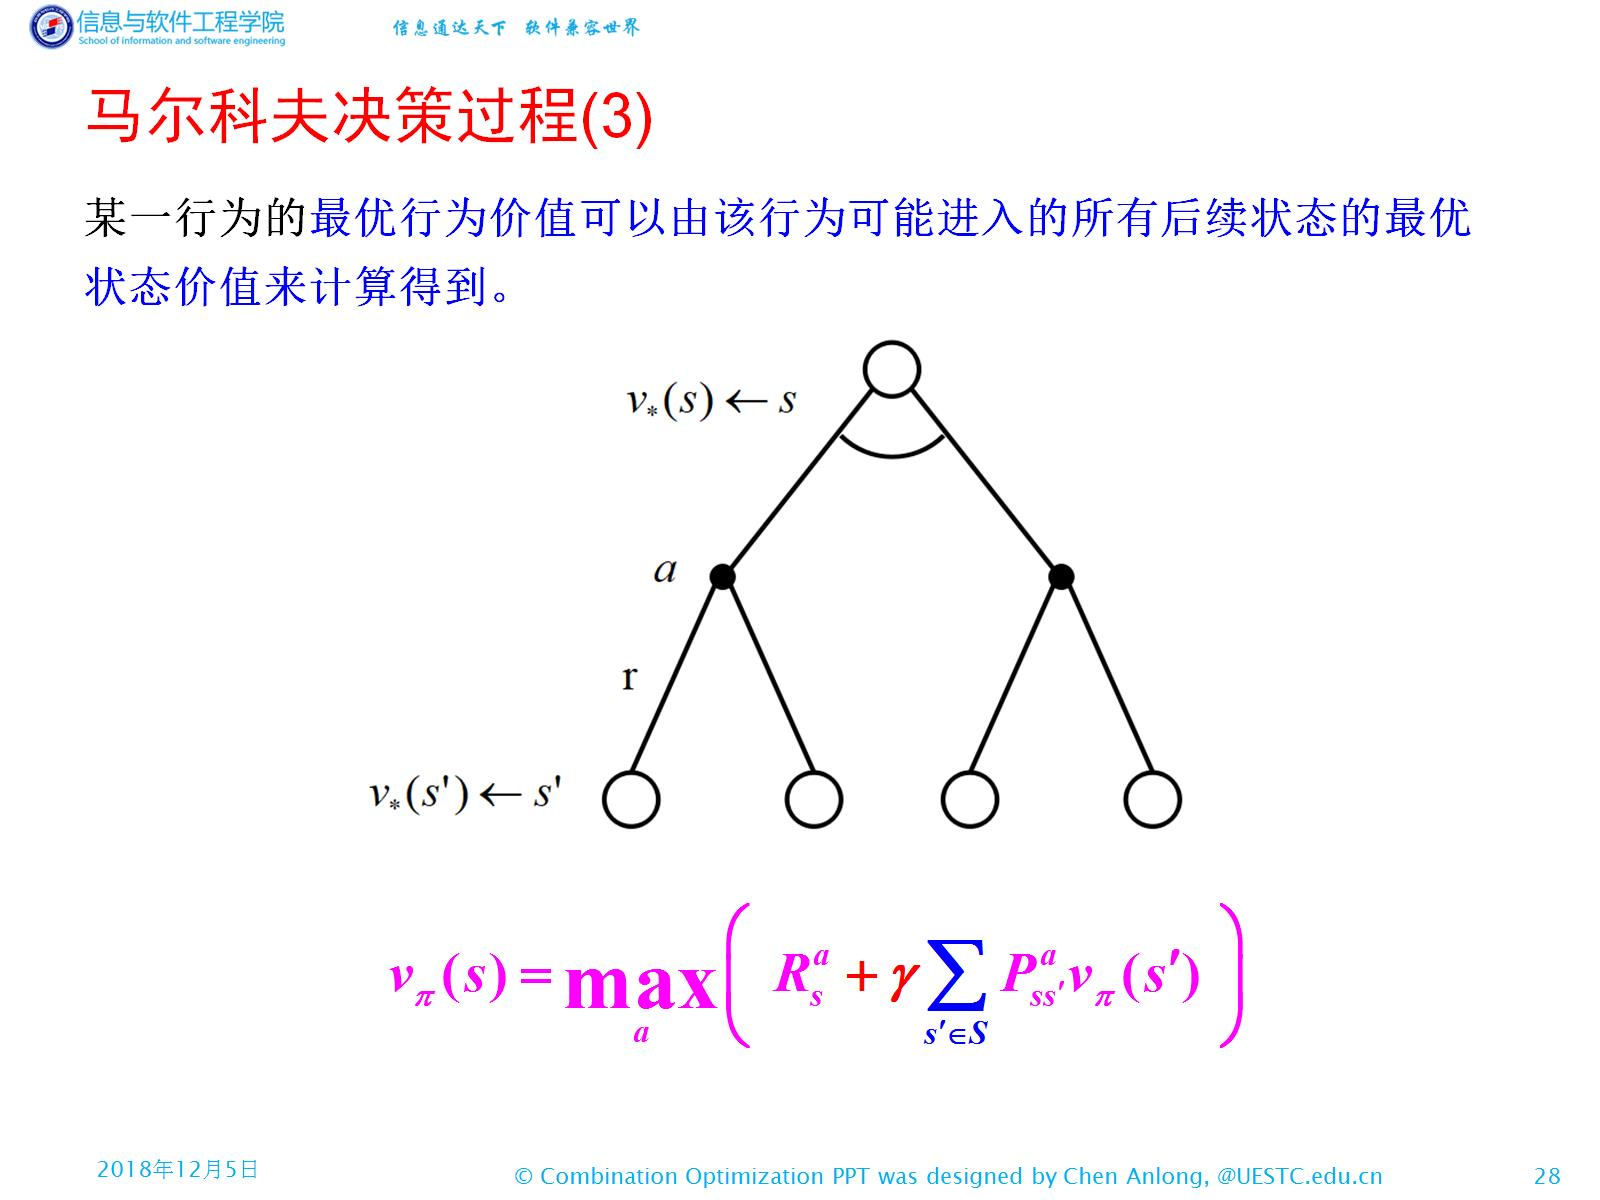 信息与软件工程学院
School of information and software engineering
信息通达天下 软件兼容世界
马尔科夫决策过程(3)
某一行为的最优行为价值可以由该行为可能进入的所有后续状态的最优
状态价值来计算得到。
v*(s) ← s
a
r
v*(s') ← s'
v_π(s) = max_a ( R_s^a + γ ∑_{s'∈S} P_{ss'}^a v_π(s') )
2018年12月5日
© Combination Optimization PPT was designed by Chen Anlong, @UESTC.edu.cn
28